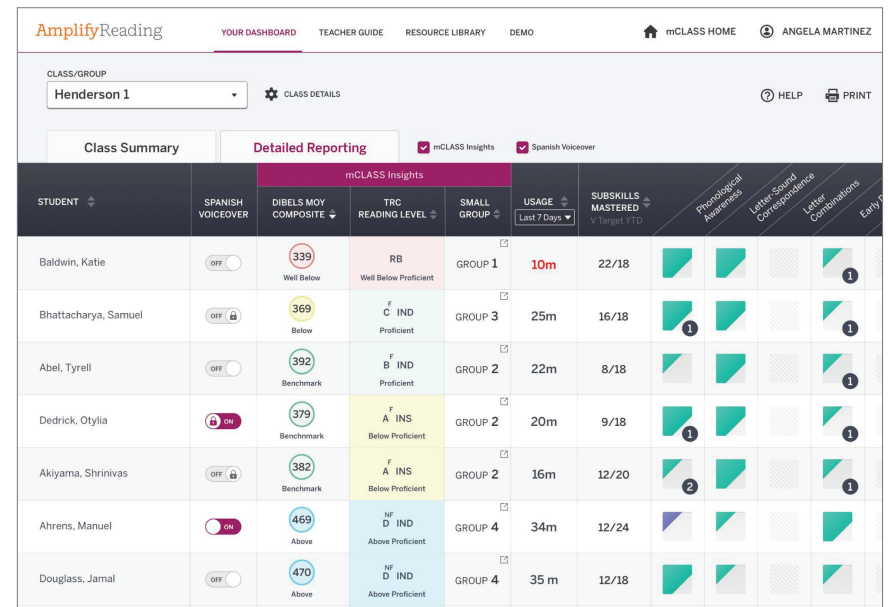 AmplifyReading YOUR DASHBOARD TEACHER GUIDE RESOURCE LIBRARY DEMO mCLASS HOME ANGELA MARTINEZ
CLASS/GROUP
Henderson 1 CLASS DETAILS HELP PRINT
Class Summary Detailed Reporting mCLASS Insights Spanish Voiceover
mCLASS Insights
STUDENT
SPANISH
VOICEOVER
DIBELS MOY
COMPOSITE
TRC
READING LEVEL
SMALL
GROUP
USAGE
Last 7 Days
SUBSKILLS
MASTERED
V Target YTD
Phonological
Awareness
Letter-Sound
Correspondence
Letter
Combinations
Early
Baldwin, Katie OFF 339 RB GROUP 1 10m 22/18 1
Well Below Well Below Proficient
F
Bhattacharya, Samuel OFF 369 C IND GROUP 3 25m 16/18 1 1
Below Proficient
F
Abel, Tyrell OFF 392 B IND GROUP 2 22m 8/18 1
Benchmark Proficient
F
Dedrick, Otylia ON 379 A INS GROUP 2 20m 9/18 1 1
Benchnmark Below Proficient
F
Akiyama, Shrinivas OFF 382 A INS GROUP 2 16m 12/20 2 1
Benchmark Below Proficient
NF
Ahrens, Manuel ON 469 D IND GROUP 4 34m 12/24
Above Above Proficient
NF
Douglass, Jamal OFF 470 D IND GROUP 4 35 m 12/18
Above Above Proficient